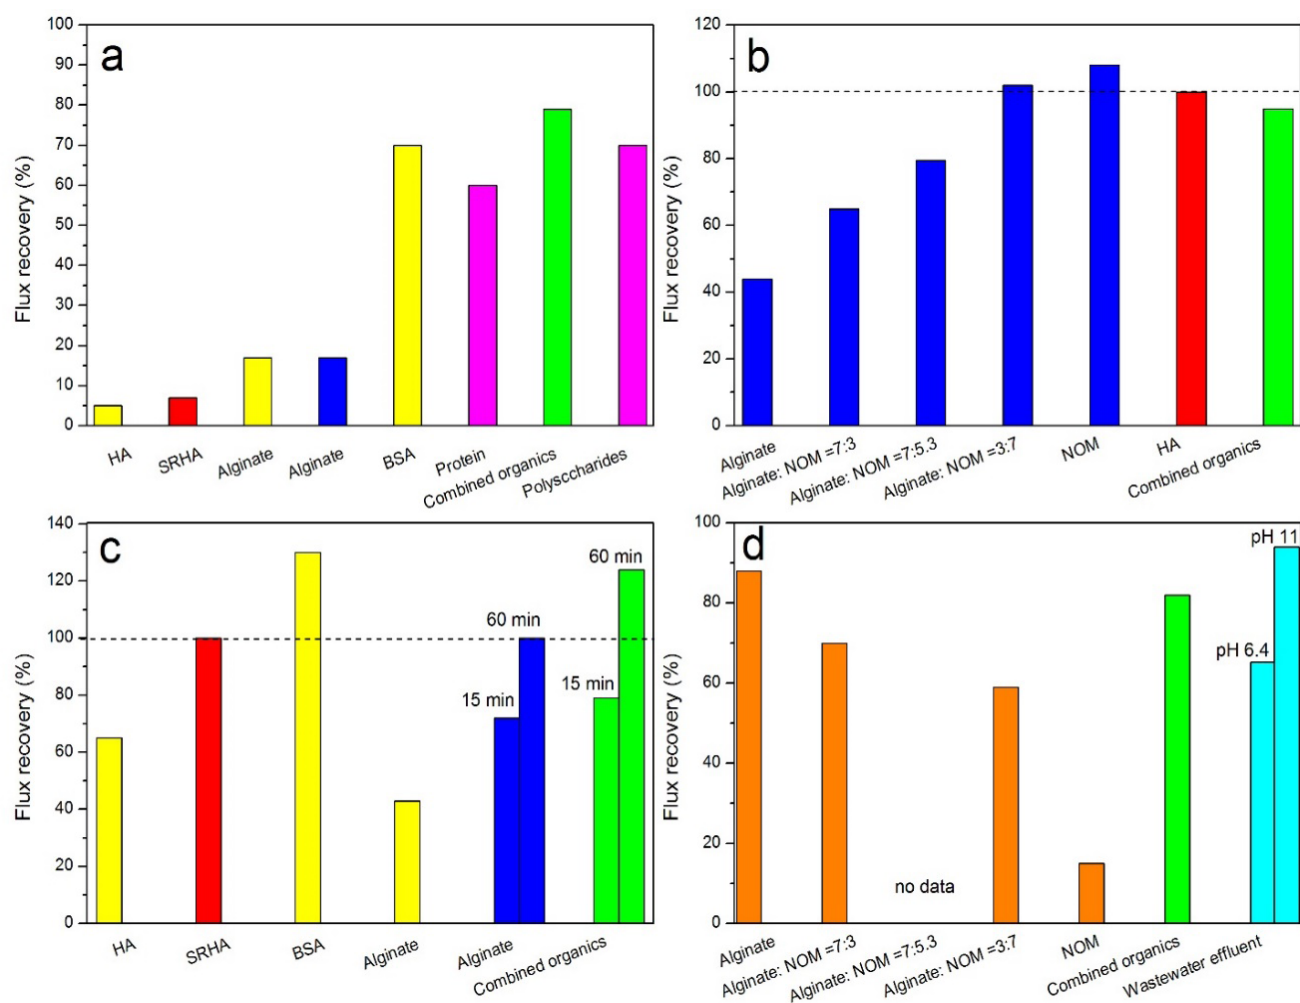 a
Flux recovery (%)
100
90
80
70
60
50
40
30
20
10
0
HA
SRHA
Alginate
Alginate
BSA
Protein
Combined organics
Polysccharides
b
Flux recovery (%)
120
100
80
60
40
20
0
Alginate
Alginate: NOM =7:3
Alginate: NOM =7:5.3
Alginate: NOM =3:7
NOM
HA
Combined organics
c
Flux recovery (%)
140
120
100
80
60
40
20
0
15 min
60 min
15 min
60 min
HA
SRHA
BSA
Alginate
Alginate
Combined organics
d
Flux recovery (%)
100
80
60
40
20
0
no data
pH 6.4
pH 11
Alginate
Alginate: NOM =7:3
Alginate: NOM =7:5.3
Alginate: NOM =3:7
NOM
Combined organics
Wastewater effluent